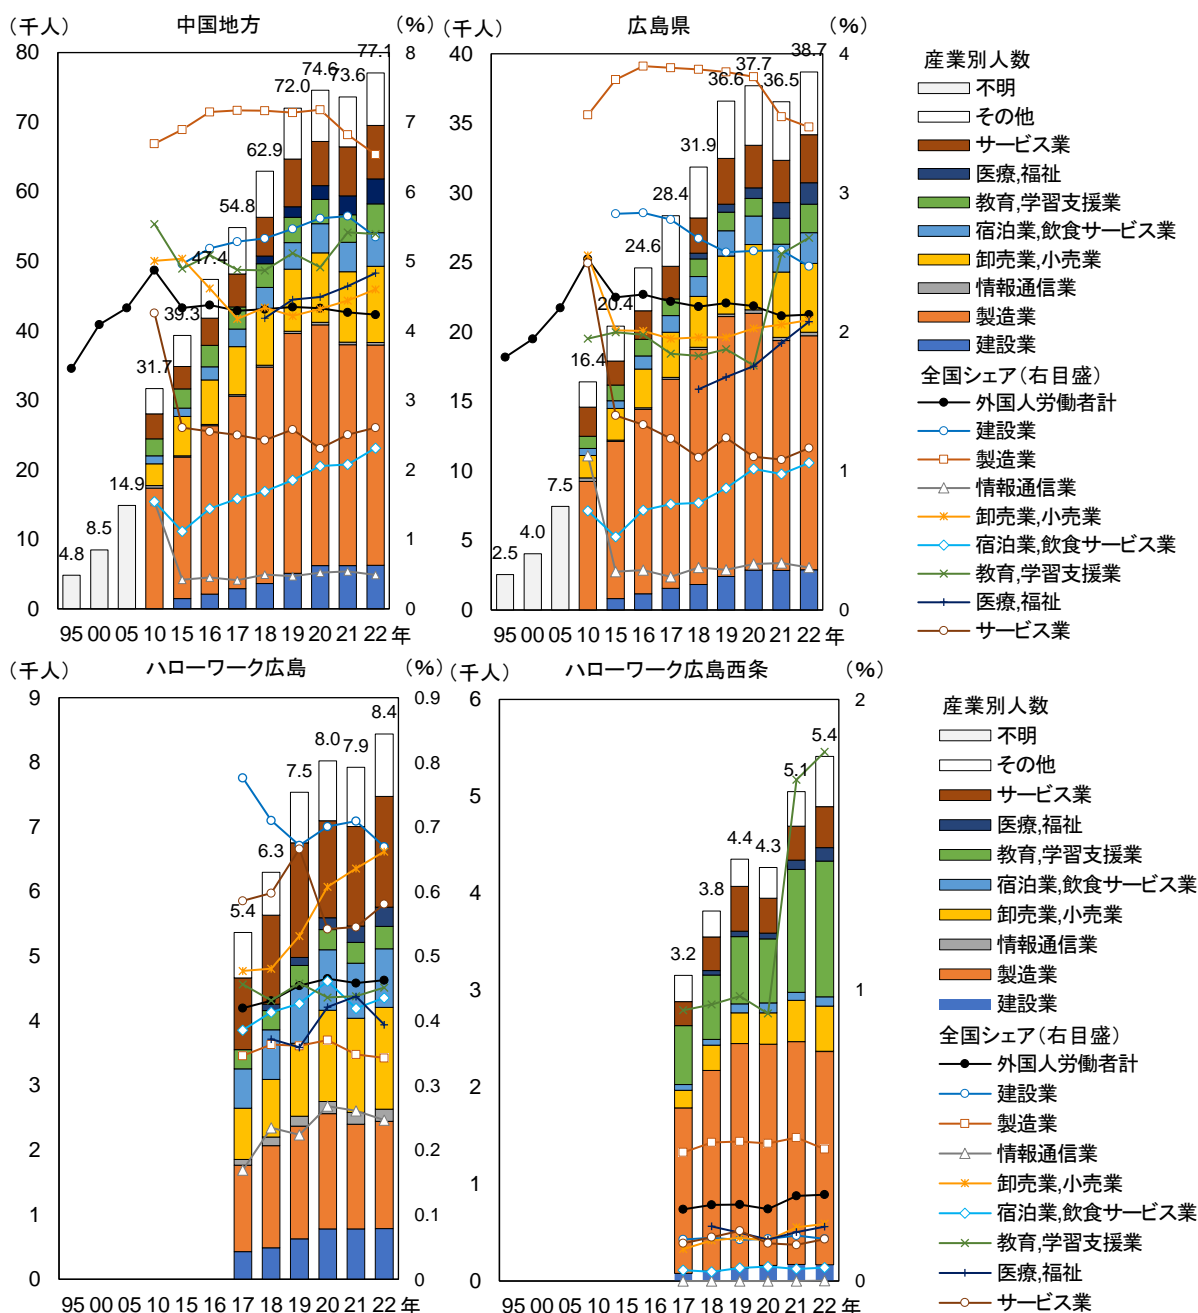 (千人)
中国地方
(%)
80
70
60
50
40
30
20
10
0
8
7
6
5
4
3
2
1
0
4.8
8.5
14.9
31.7
39.3
47.4
54.8
62.9
72.0
74.6
73.6
77.1
95 00 05 10 15 16 17 18 19 20 21 22 年
(千人)
広島県
(%)
40
35
30
25
20
15
10
5
0
4
3
2
1
0
2.5
4.0
7.5
16.4
20.4
24.6
28.4
31.9
36.6
37.7
36.5
38.7
95 00 05 10 15 16 17 18 19 20 21 22 年
産業別人数
不明
その他
サービス業
医療,福祉
教育,学習支援業
宿泊業,飲食サービス業
卸売業,小売業
情報通信業
製造業
建設業
全国シェア(右目盛)
外国人労働者計
建設業
製造業
情報通信業
卸売業,小売業
宿泊業,飲食サービス業
教育,学習支援業
医療,福祉
サービス業
(千人)
ハローワーク広島
(%)
9
8
7
6
5
4
3
2
1
0
0.9
0.8
0.7
0.6
0.5
0.4
0.3
0.2
0.1
0
5.4
6.3
7.5
8.0
7.9
8.4
95 00 05 10 15 16 17 18 19 20 21 22 年
(千人)
ハローワーク広島西条
(%)
6
5
4
3
2
1
0
2
1
0
3.2
3.8
4.4
4.3
5.1
5.4
95 00 05 10 15 16 17 18 19 20 21 22 年
産業別人数
不明
その他
サービス業
医療,福祉
教育,学習支援業
宿泊業,飲食サービス業
卸売業,小売業
情報通信業
製造業
建設業
全国シェア(右目盛)
外国人労働者計
建設業
製造業
情報通信業
卸売業,小売業
宿泊業,飲食サービス業
教育,学習支援業
医療,福祉
サービス業